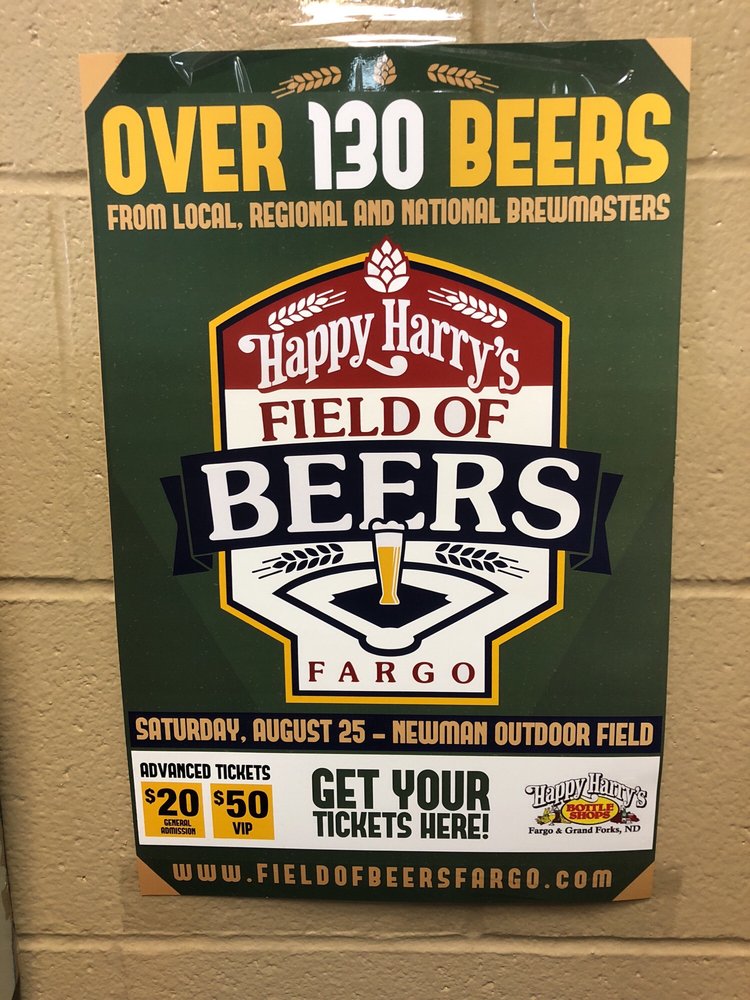 OVER 130 BEERS
FROM LOCAL, REGIONAL AND NATIONAL BREWMASTERS
Happy Harry's
FIELD OF
BEERS
FARGO
SATURDAY, AUGUST 25 – NEWMAN OUTDOOR FIELD
ADVANCED TICKETS
$20
GENERAL
ADMISSION
$50
VIP
GET YOUR
TICKETS HERE!
Happy Harry's
BOTTLE
SHOPS
Fargo & Grand Forks, ND
WWW.FIELDOFBEERSFARGO.COM